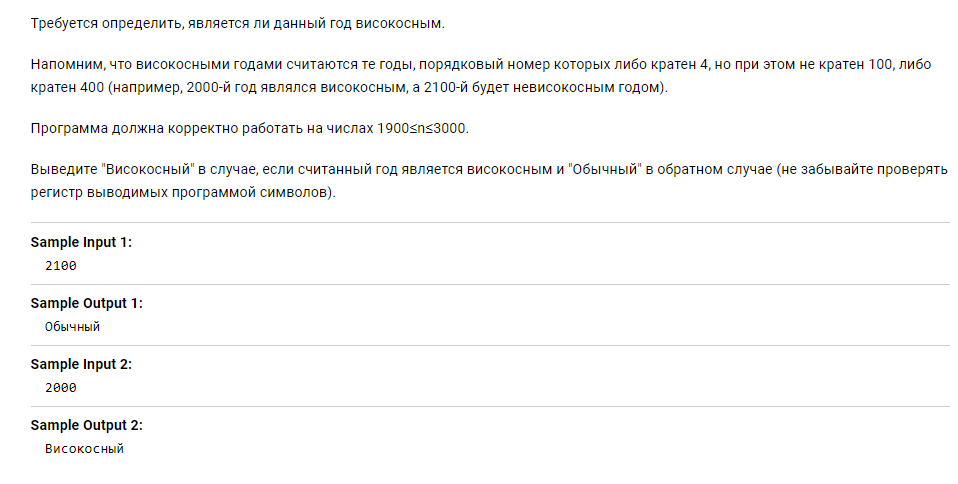 Требуется определить, является ли данный год високосным.
Напомним, что високосными годами считаются те годы, порядковый номер которых либо кратен 4, но при этом не кратен 100, либо
кратен 400 (например, 2000-й год являлся високосным, а 2100-й будет невисокосным годом).
Программа должна корректно работать на числах 1900≤n≤3000.
Выведите "Високосный" в случае, если считанный год является високосным и "Обычный" в обратном случае (не забывайте проверять
регистр выводимых программой символов).
Sample Input 1:
2100
Sample Output 1:
Обычный
Sample Input 2:
2000
Sample Output 2:
Високосный